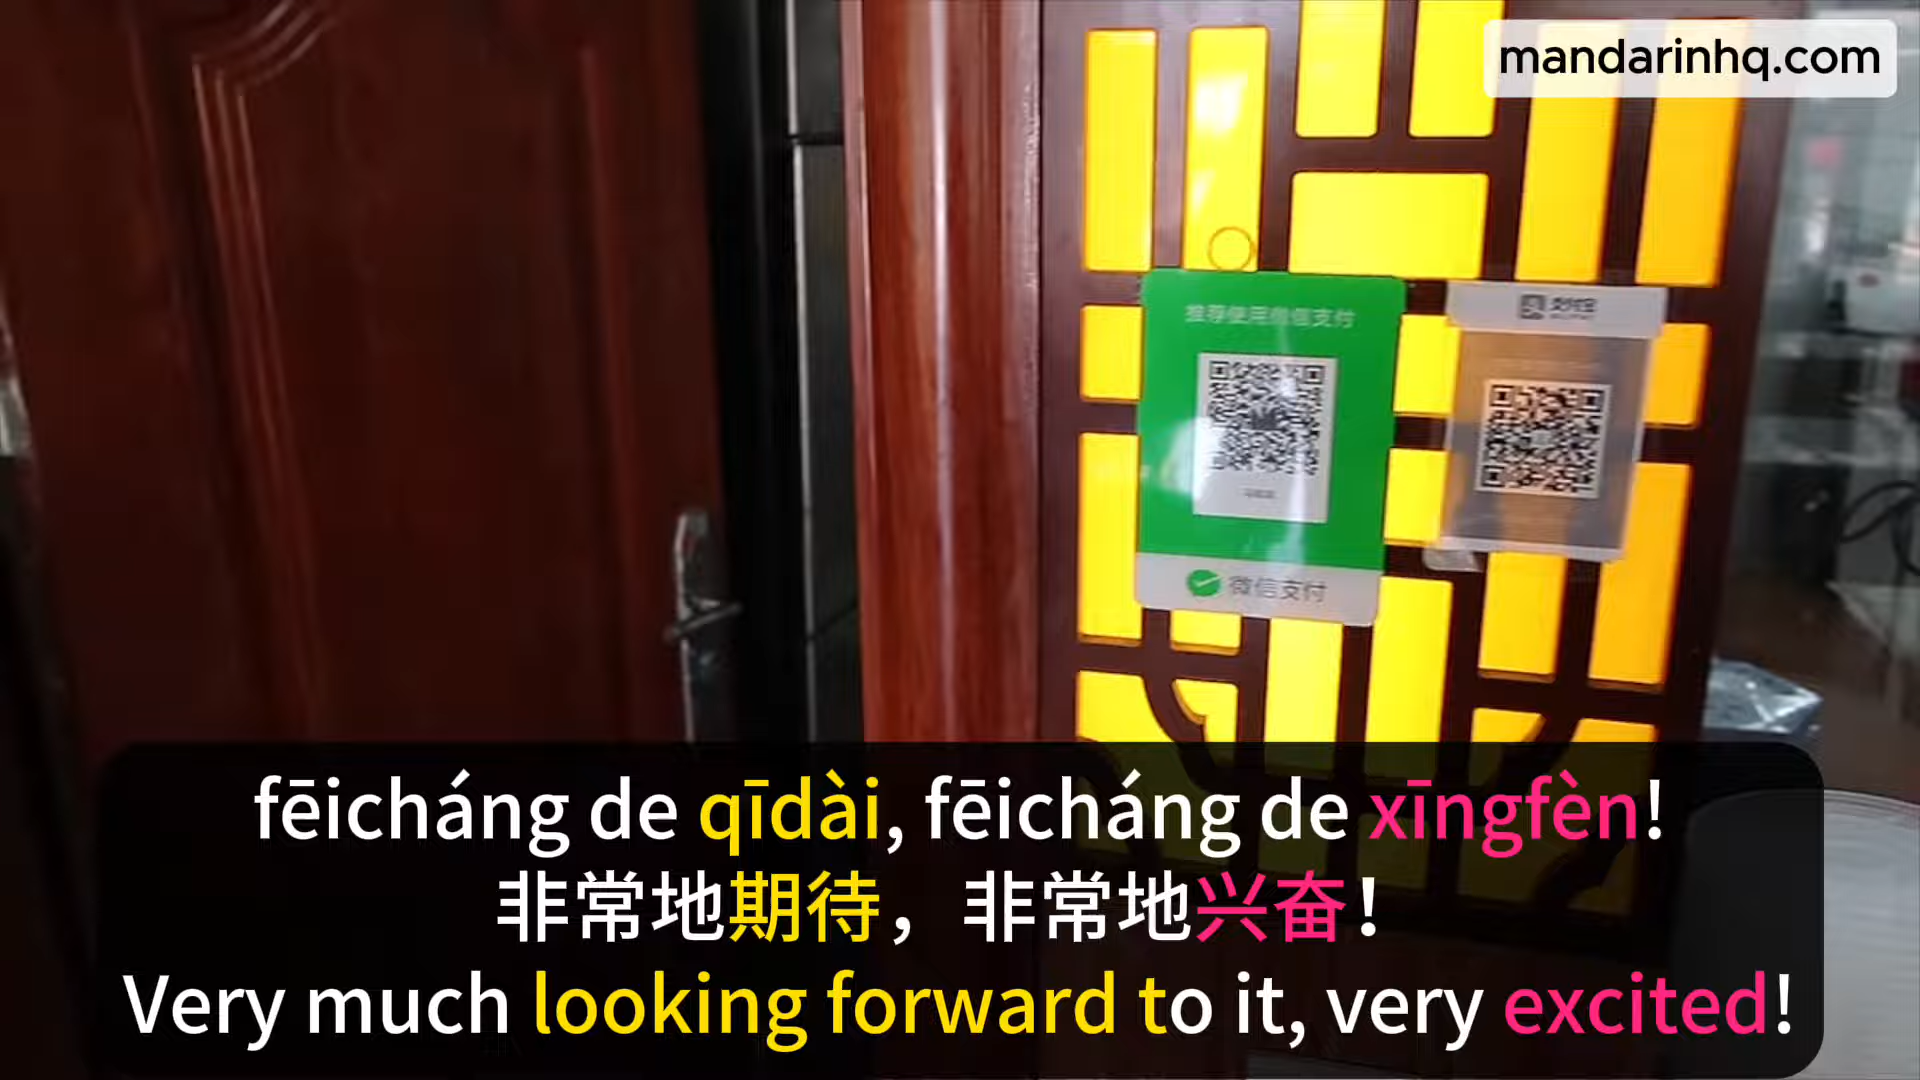 mandarinhq.com
推荐使用微信支付
微信支付
fēicháng de qīdài, fēicháng de xīngfèn!
非常地期待，非常地兴奋！
Very much looking forward to it, very excited!